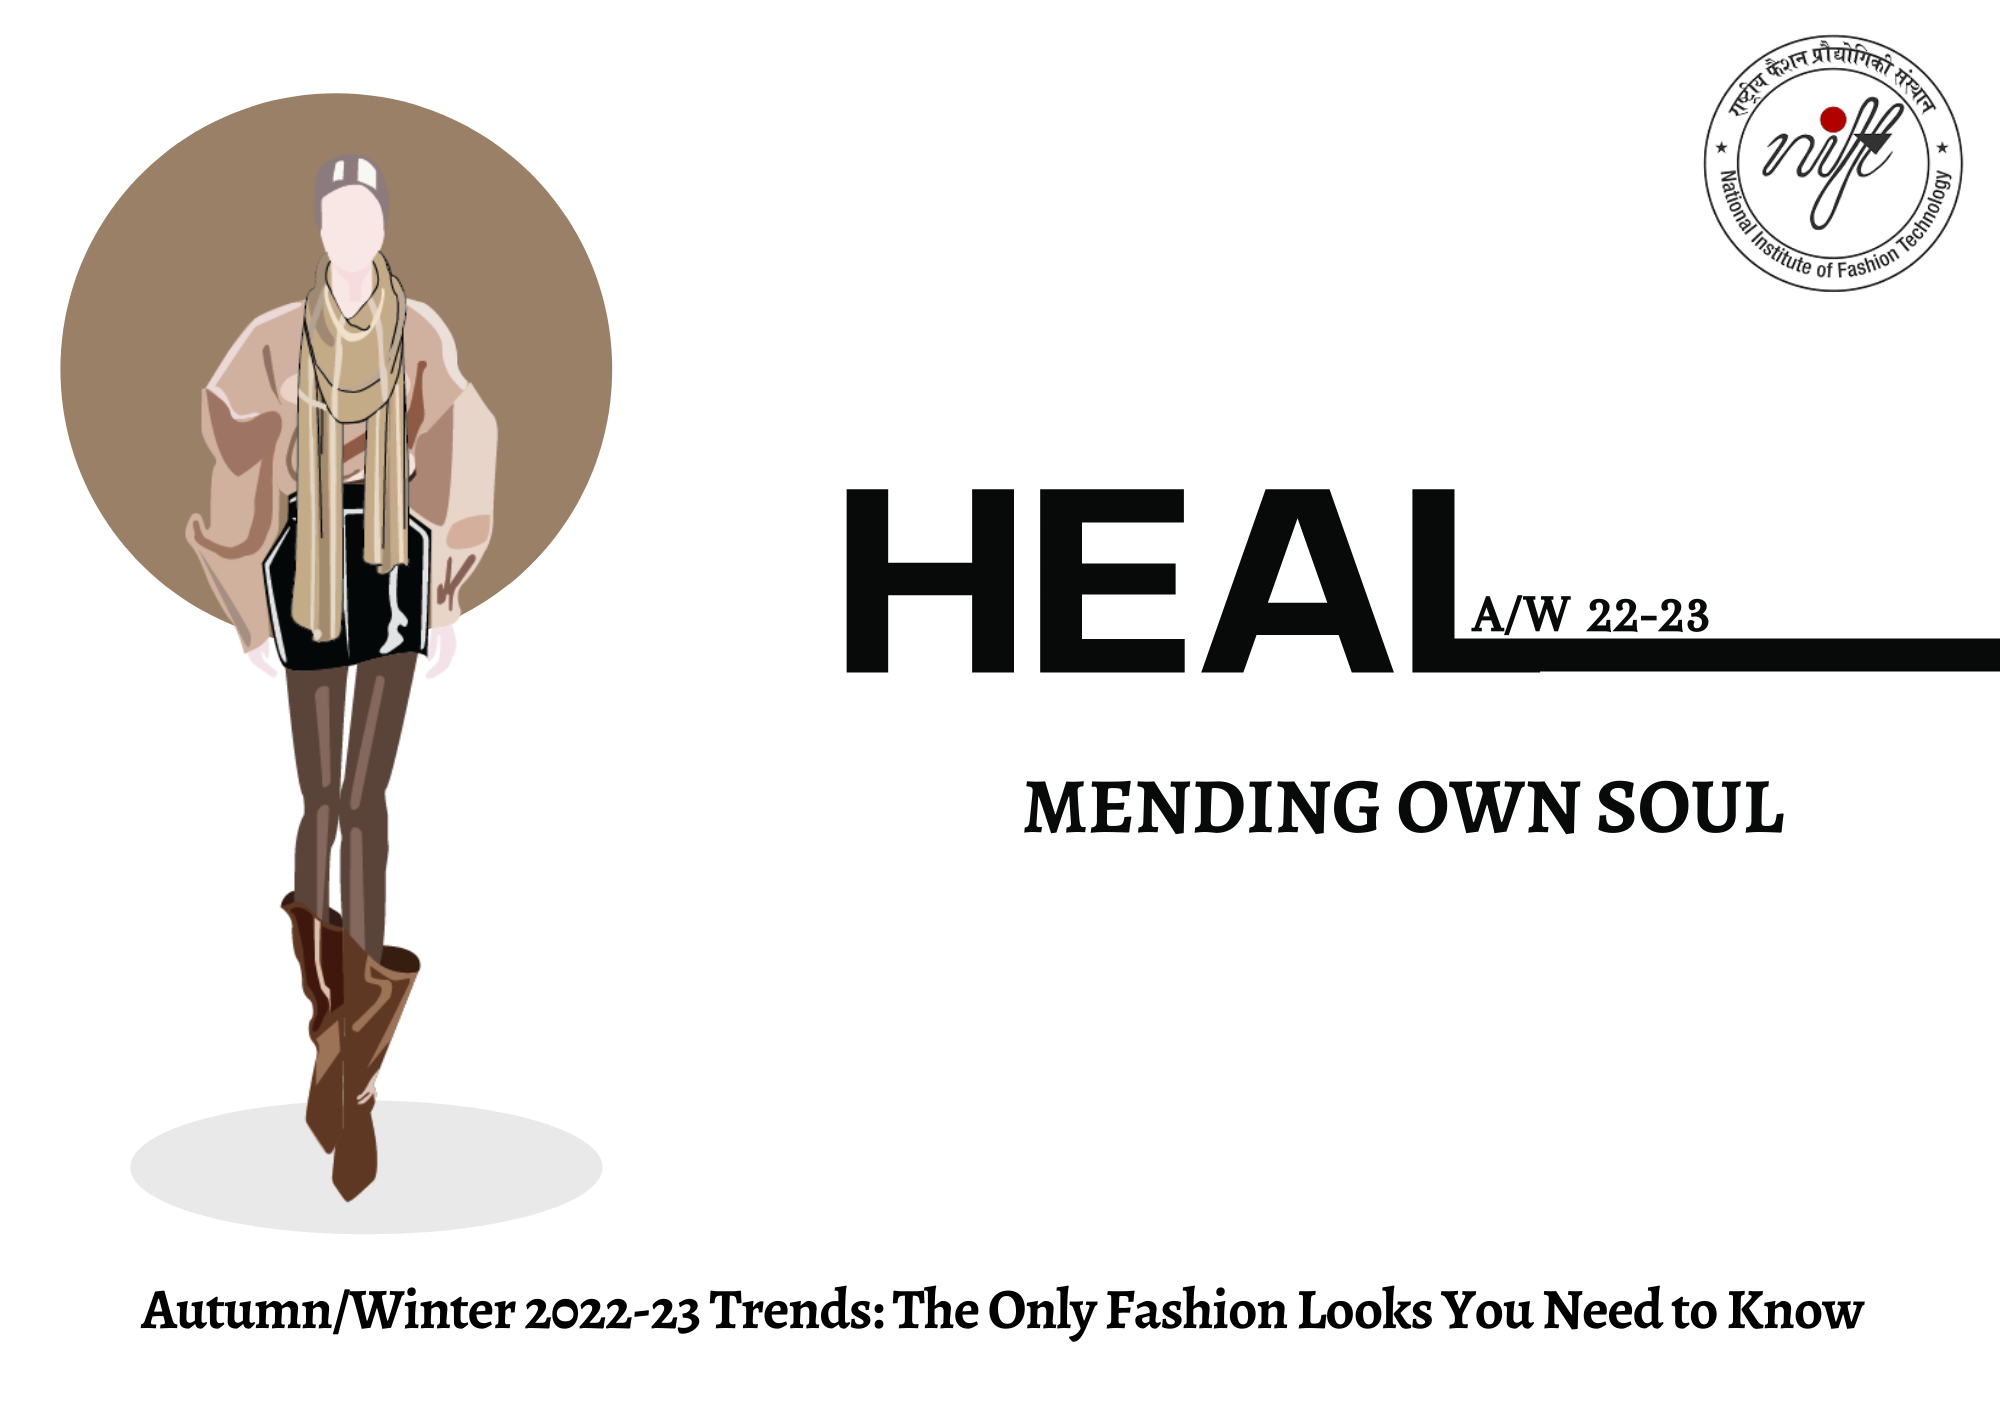 राष्ट्रीय फैशन प्रौद्योगिकी संस्थान
nift
National Institute of Fashion Technology
HEAL
A/W 22-23
MENDING OWN SOUL
Autumn/Winter 2022-23 Trends: The Only Fashion Looks You Need to Know